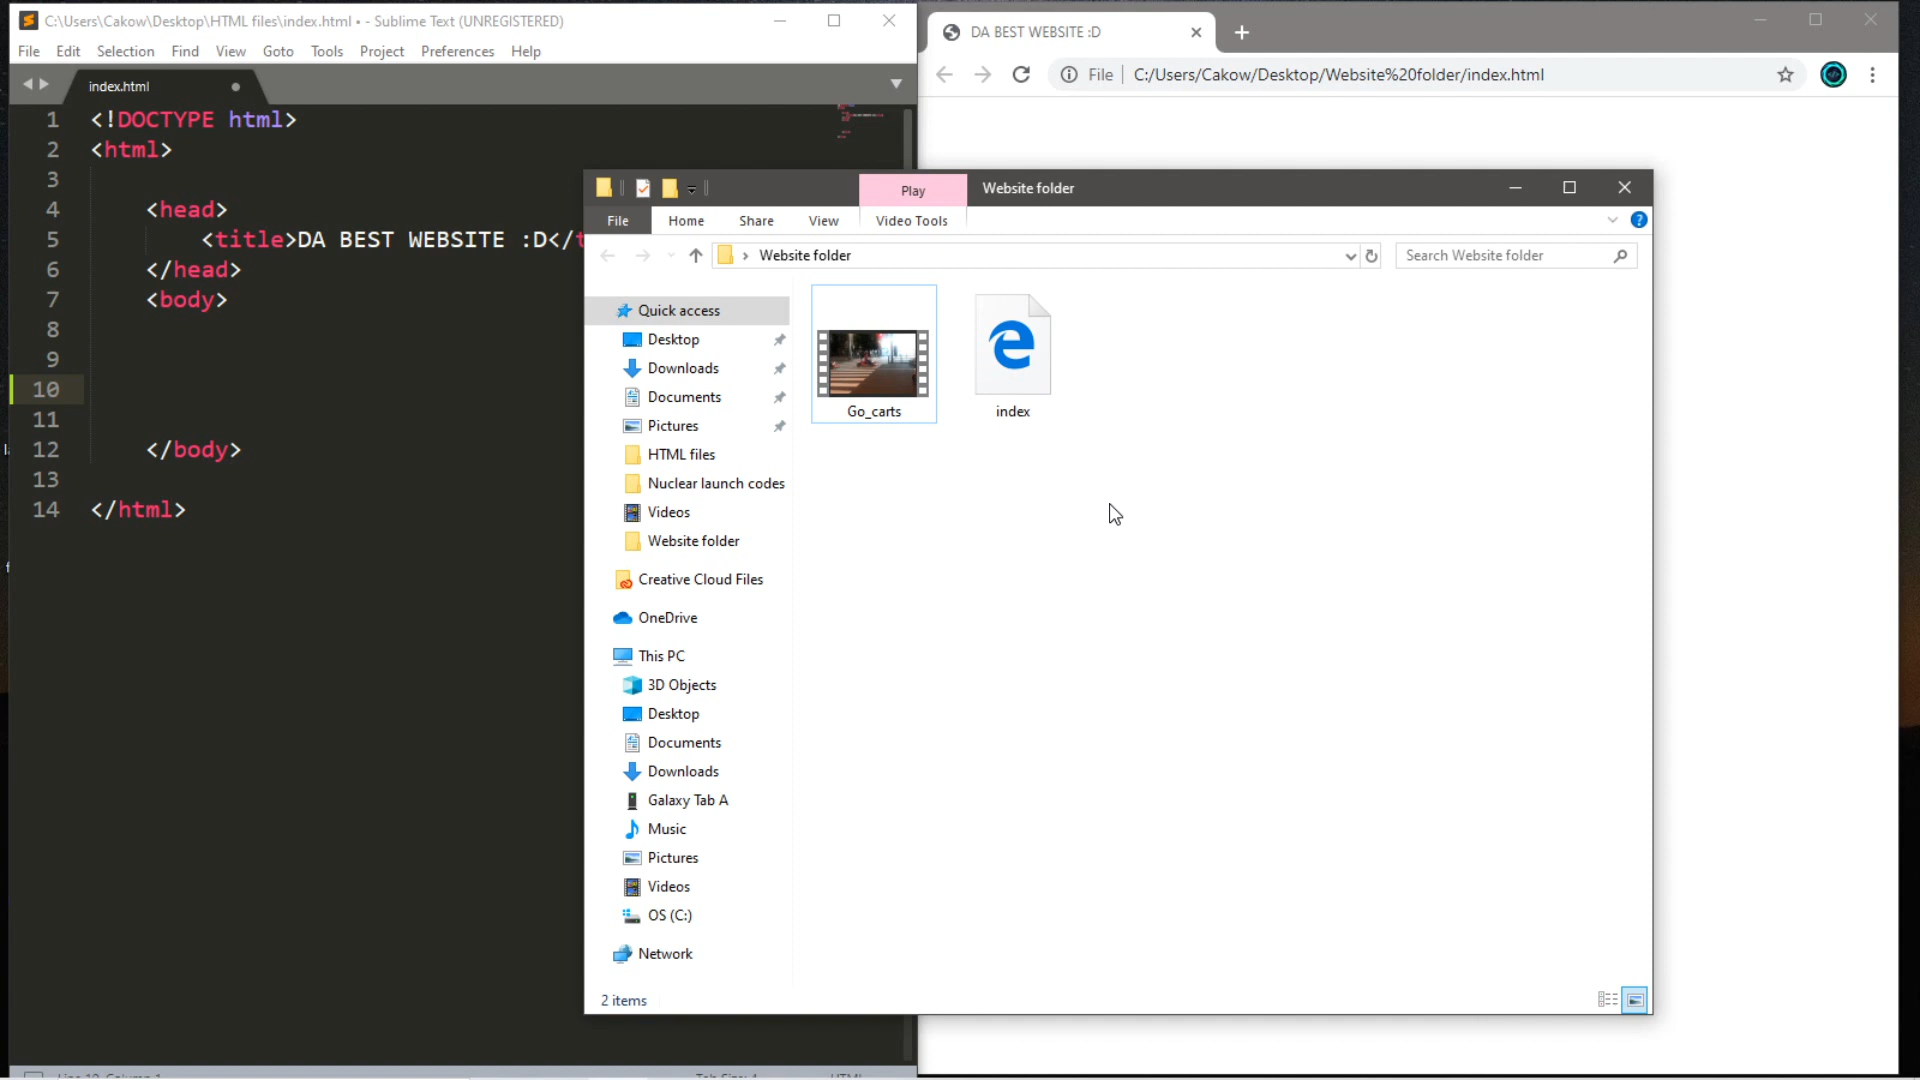 C:\Users\Cakow\Desktop\HTML files\index.html • - Sublime Text (UNREGISTERED)
File Edit Selection Find View Goto Tools Project Preferences Help
index.html
1 <!DOCTYPE html>
2 <html>
3
4 <head>
5 <title>DA BEST WEBSITE :D</t
6 </head>
7 <body>
8
9
10
11
12 </body>
13
14 </html>
DA BEST WEBSITE :D
File C:/Users/Cakow/Desktop/Website%20folder/index.html
Play Website folder
File Home Share View Video Tools
Website folder
Search Website folder
Quick access
Desktop
Downloads
Documents
Pictures
HTML files
Nuclear launch codes
Videos
Website folder
Creative Cloud Files
OneDrive
This PC
3D Objects
Desktop
Documents
Downloads
Galaxy Tab A
Music
Pictures
Videos
OS (C:)
Network
Go_carts
index
2 items